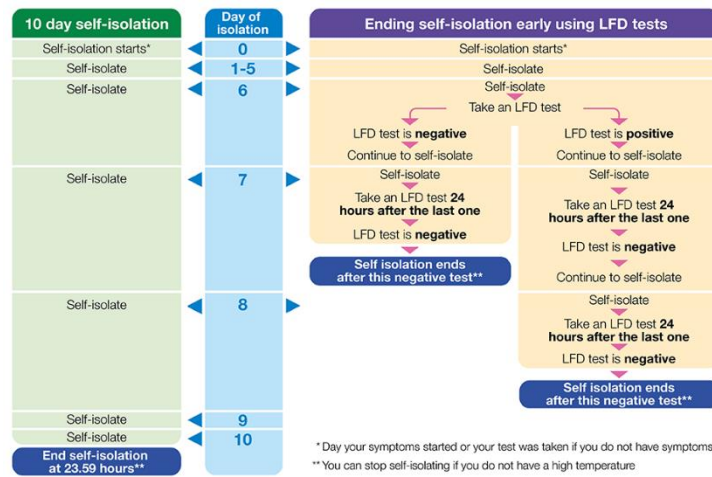 10 day self-isolation
Day of
isolation
Ending self-isolation early using LFD tests
Self-isolation starts*
0
Self-isolation starts*
Self-isolate
1-5
Self-isolate
Self-isolate
6
Self-isolate
Take an LFD test
LFD test is negative
Continue to self-isolate
LFD test is positive
Continue to self-isolate
Self-isolate
7
Self-isolate
Take an LFD test 24
hours after the last one
LFD test is negative
Self isolation ends
after this negative test**
Self-isolate
Take an LFD test 24
hours after the last one
LFD test is negative
Continue to self-isolate
Self-isolate
8
Self-isolate
Take an LFD test 24
hours after the last one
LFD test is negative
Self isolation ends
after this negative test**
Self-isolate
9
Self-isolate
10
End self-isolation
at 23.59 hours**
* Day your symptoms started or your test was taken if you do not have symptoms
** You can stop self-isolating if you do not have a high temperature